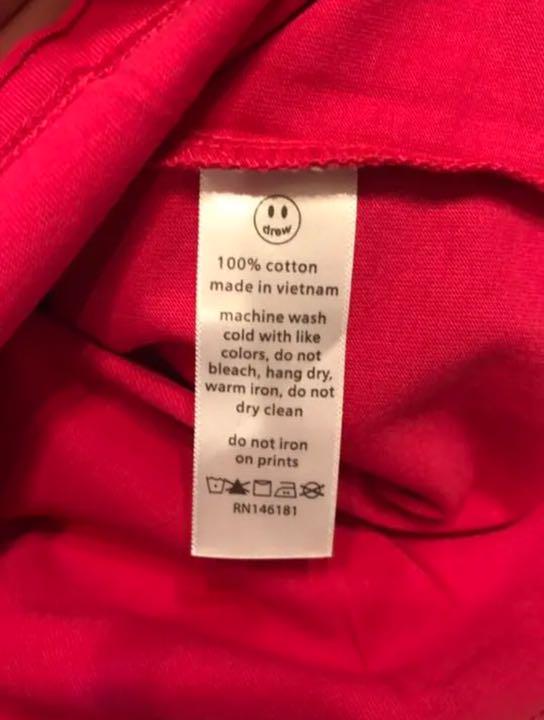 drew
100% cotton
made in vietnam
machine wash
cold with like
colors, do not
bleach, hang dry,
warm iron, do not
dry clean
do not iron
on prints
RN146181